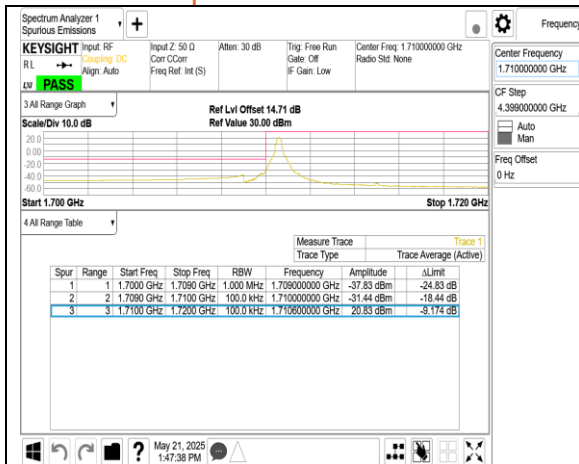 Spectrum Analyzer 1
Spurious Emissions
Frequency
KEYSIGHT Input: RF Input Z: 50 Ω Atten: 30 dB Trig: Free Run Center Freq: 1.710000000 GHz
RL Coupling: DC Corr CCorr Gate: Off Radio Std: None
Align: Auto Freq Ref: Int (S) IF Gain: Low
LXI PASS
Center Frequency
1.710000000 GHz
CF Step
4.399000000 GHz
Auto
Man
Freq Offset
0 Hz
3 All Range Graph
Ref Lvl Offset 14.71 dB
Scale/Div 10.0 dB Ref Value 30.00 dBm
20.0
0.00
-20.0
-40.0
-60.0
Start 1.700 GHz Stop 1.720 GHz
4 All Range Table
Measure Trace Trace 1
Trace Type Trace Average (Active)
Spur Range Start Freq Stop Freq RBW Frequency Amplitude ΔLimit
1 1 1.7000 GHz 1.7090 GHz 1.000 MHz 1.709000000 GHz -37.83 dBm -24.83 dB
2 2 1.7090 GHz 1.7100 GHz 100.0 kHz 1.710000000 GHz -31.44 dBm -18.44 dB
3 3 1.7100 GHz 1.7200 GHz 100.0 kHz 1.710600000 GHz 20.83 dBm -9.174 dB
May 21, 2025
1:47:38 PM